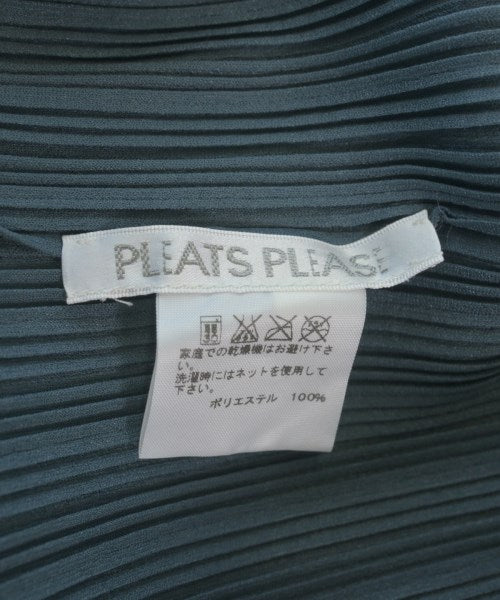 PLEATS PLEASE
家庭での乾燥機はお避け下さ
い。
洗濯時にはネットを使用して
下さい。
ポリエステル 100%